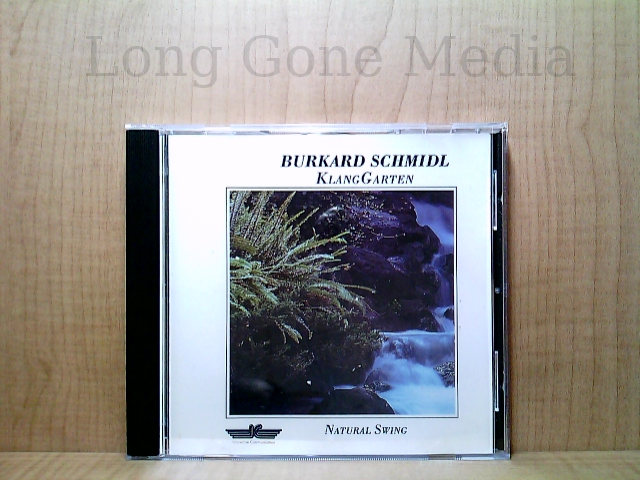 Long Gone Media
BURKARD SCHMIDL
KLANGGARTEN
NATURAL SWING